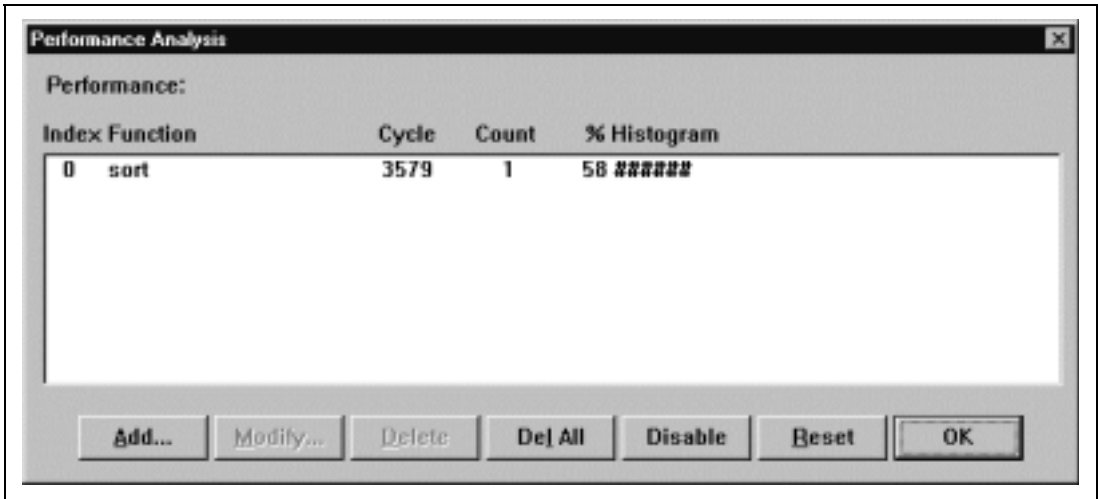 Performance Analysis
Performance:
Index Function Cycle Count % Histogram
0 sort 3579 1 58 ######
Add... Modify... Delete Del All Disable Reset OK